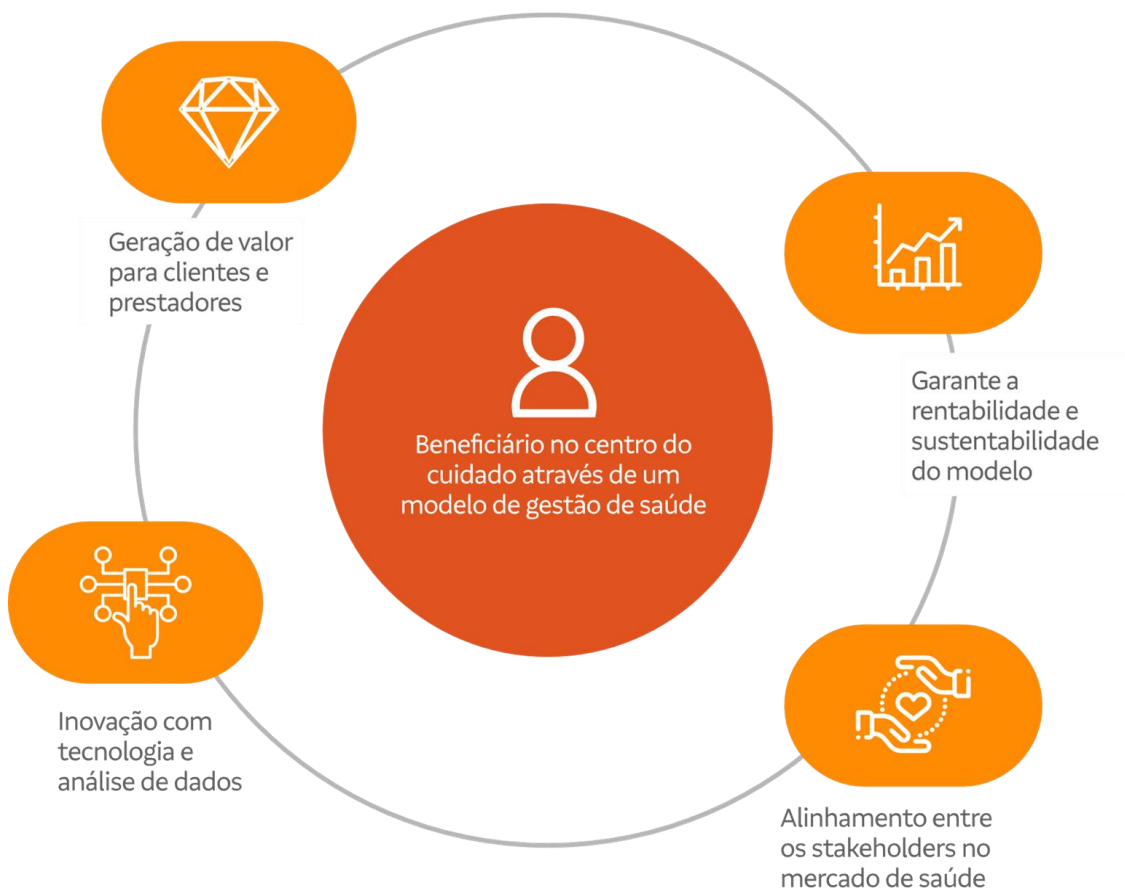 Geração de valor
para clientes e
prestadores
Garante a
rentabilidade e
sustentabilidade
do modelo
Beneficiário no centro do
cuidado através de um
modelo de gestão de saúde
Inovação com
tecnologia e
análise de dados
Alinhamento entre
os stakeholders no
mercado de saúde